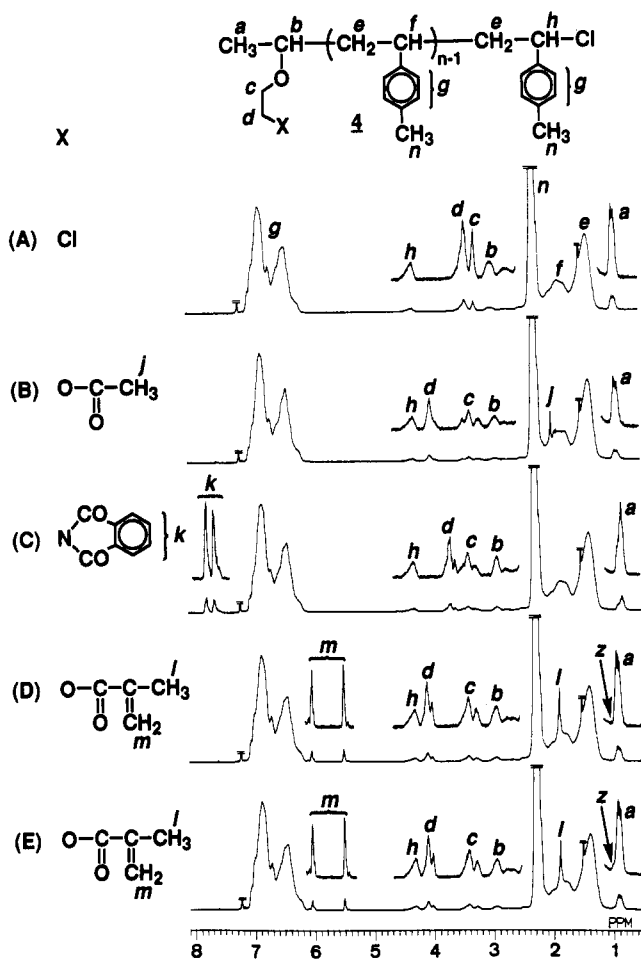 a b e f e h
CH3—CH—(CH2—CH)n-1—CH2—CH—Cl
O g g
c
d
X 4 CH3 CH3
n n
X
(A) Cl
g h d c b n f e a
(B) O—C—CH3
O
j
h d c b j a
(C) N CO CO k
k h d c b a
(D) O—C—C—CH3
O CH2
l
m
m h d c b l z a
(E) O—C—C—CH3
O CH2
l
m
m h d c b l z a
PPM
8 7 6 5 4 3 2 1